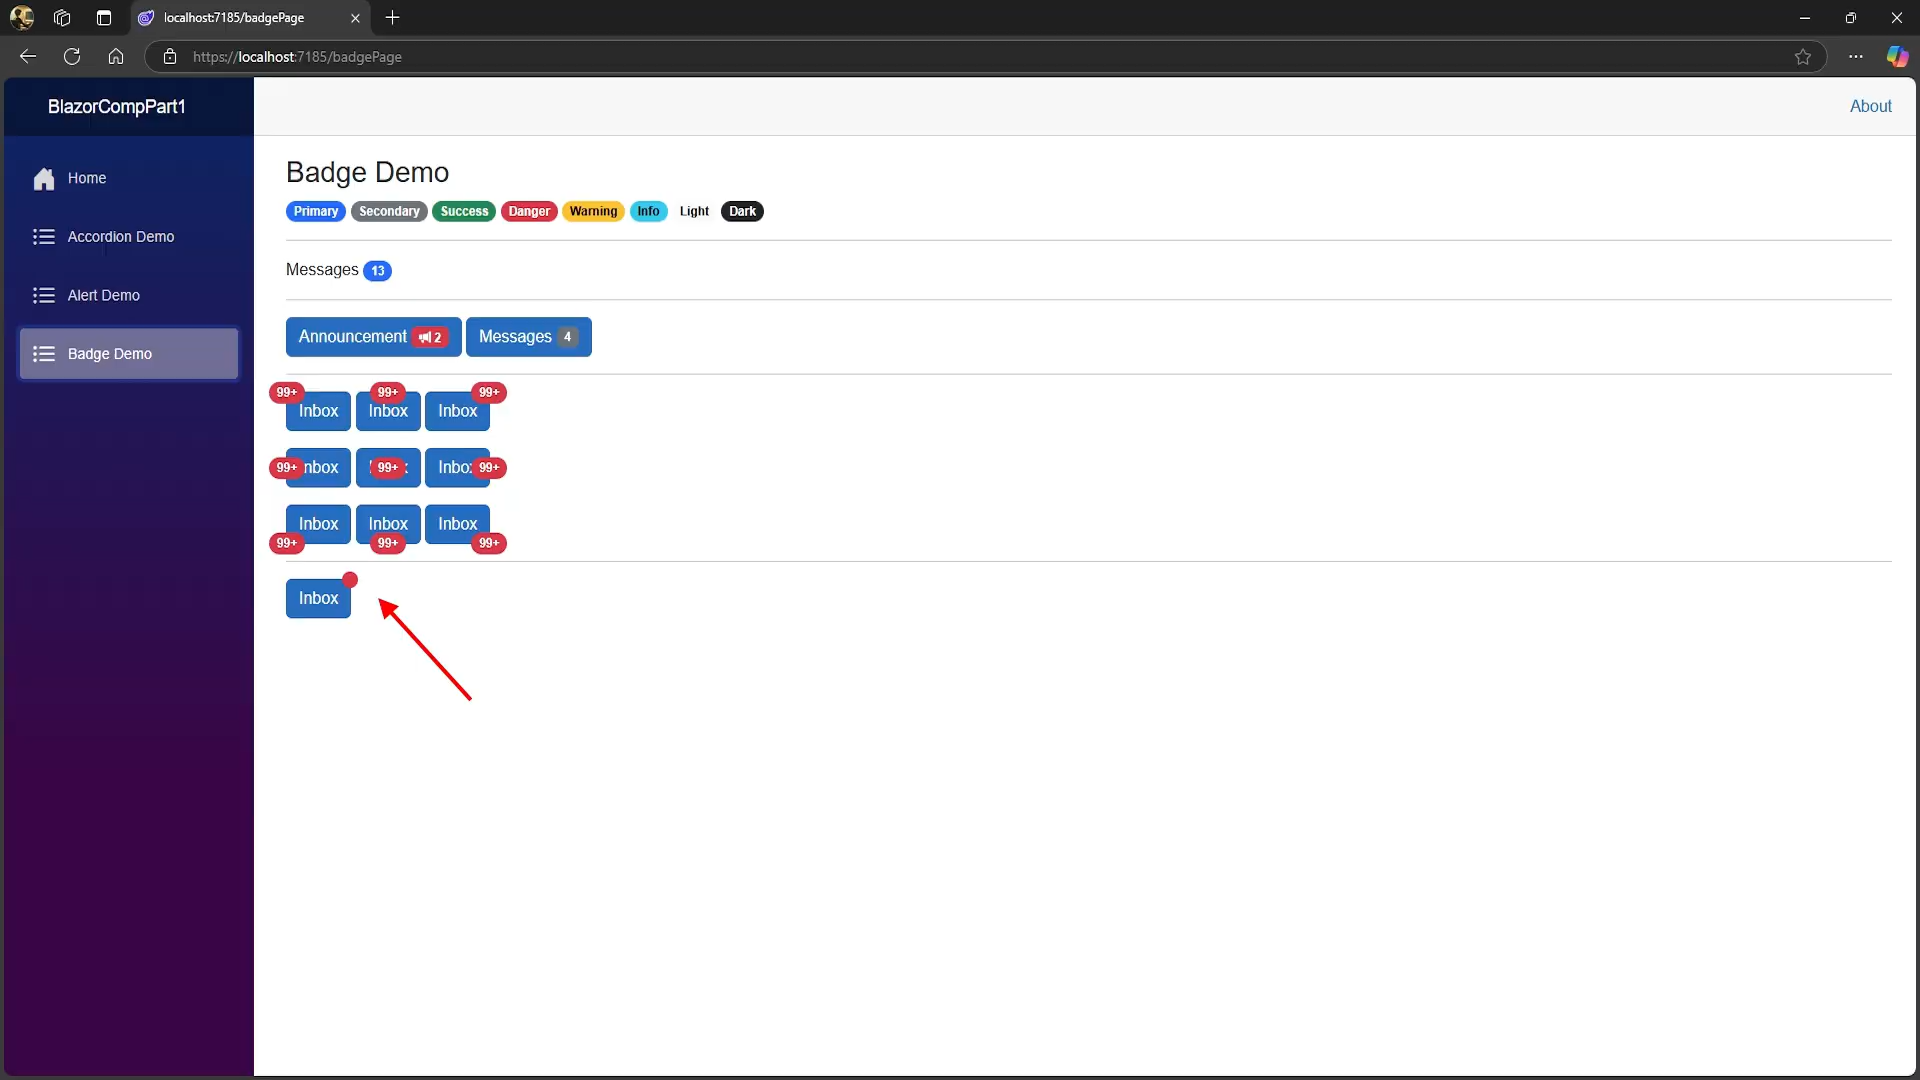 localhost:7185/badgePage
https://localhost:7185/badgePage
BlazorCompPart1
About
Home
Accordion Demo
Alert Demo
Badge Demo
Badge Demo
Primary Secondary Success Danger Warning Info Light Dark
Messages 13
Announcement 2 Messages 4
99+ 99+ 99+
Inbox Inbox Inbox
99+ nbox 99+ Inbo 99+
Inbox Inbox Inbox
99+ 99+ 99+
Inbox